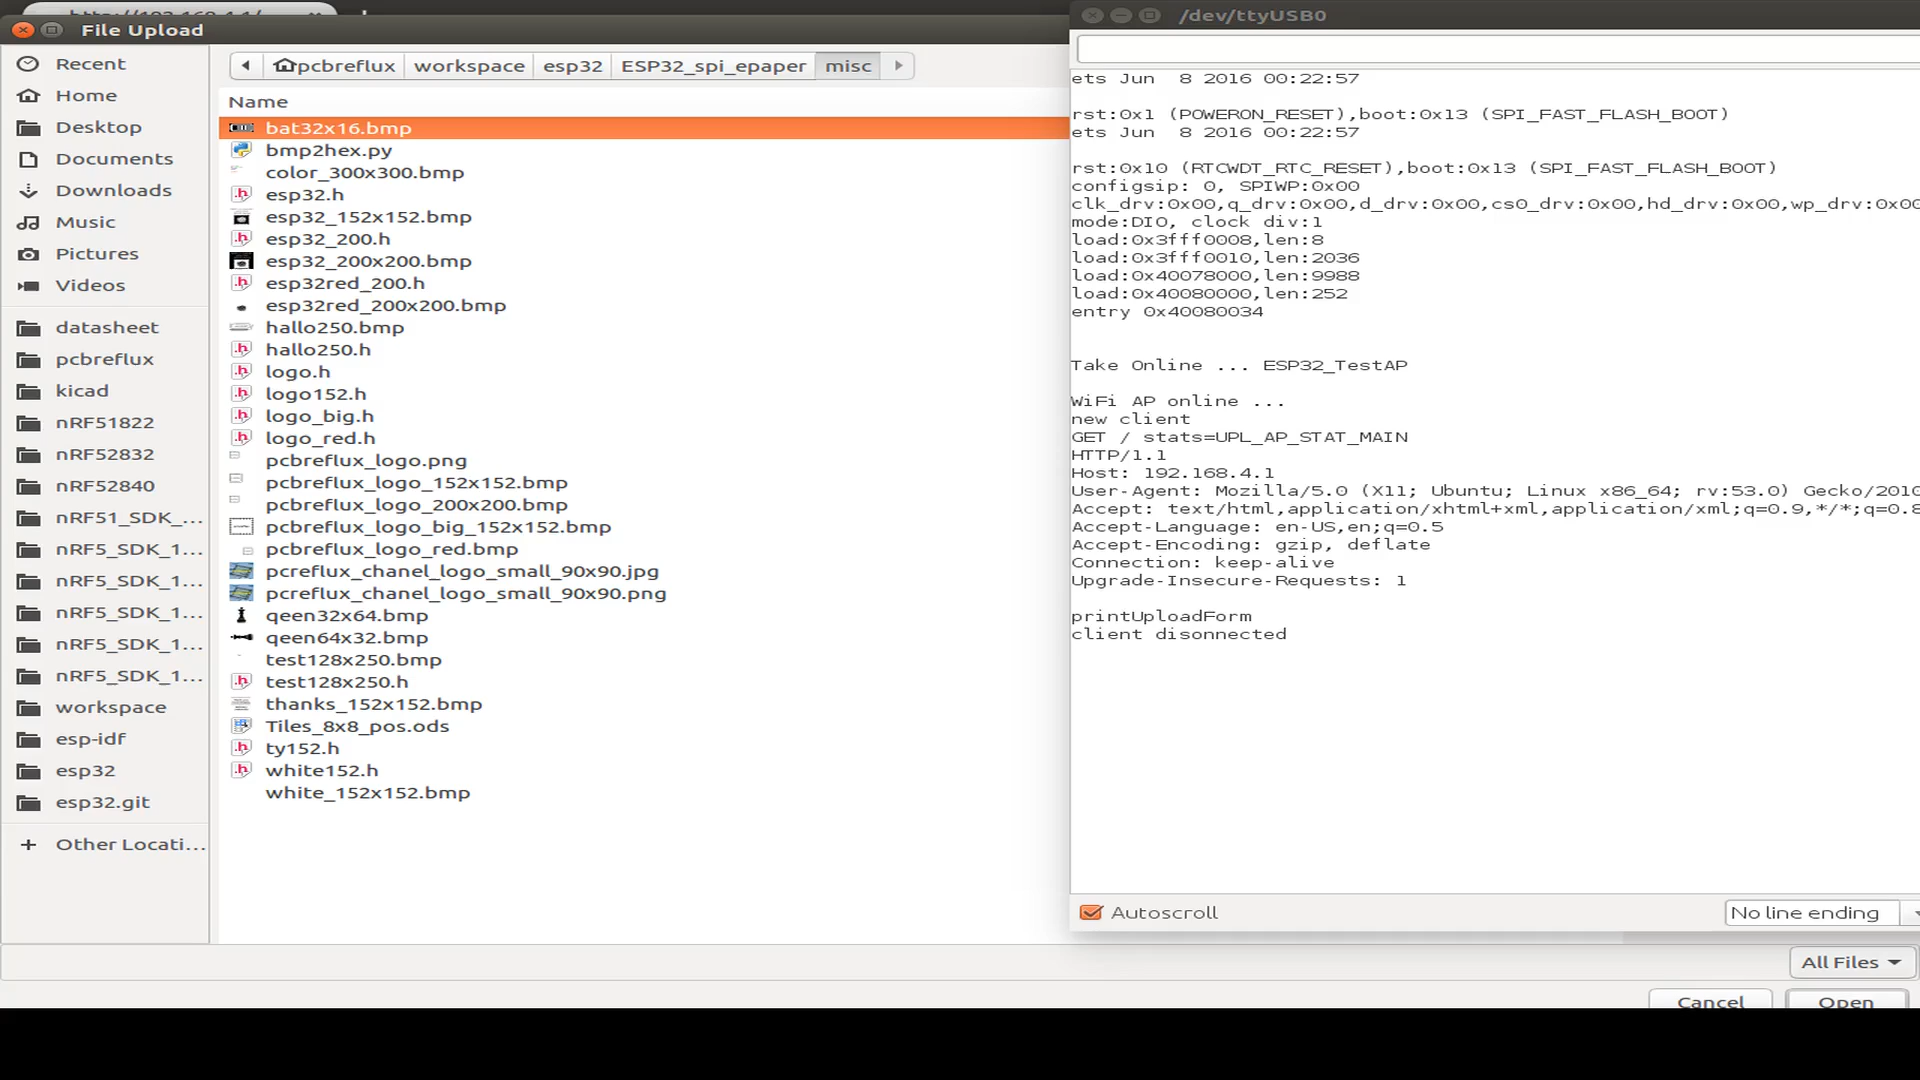 File Upload
Recent
Home
Desktop
Documents
Downloads
Music
Pictures
Videos
datasheet
pcbreflux
kicad
nRF51822
nRF52832
nRF52840
nRF51_SDK_...
nRF5_SDK_1...
nRF5_SDK_1...
nRF5_SDK_1...
nRF5_SDK_1...
nRF5_SDK_1...
workspace
esp-idf
esp32
esp32.git
+ Other Locati...
pcbreflux workspace esp32 ESP32_spi_epaper misc
Name
bat32x16.bmp
bmp2hex.py
color_300x300.bmp
esp32.h
esp32_152x152.bmp
esp32_200.h
esp32_200x200.bmp
esp32red_200.h
esp32red_200x200.bmp
hallo250.bmp
hallo250.h
logo.h
logo152.h
logo_big.h
logo_red.h
pcbreflux_logo.png
pcbreflux_logo_152x152.bmp
pcbreflux_logo_200x200.bmp
pcbreflux_logo_big_152x152.bmp
pcbreflux_logo_red.bmp
pcreflux_chanel_logo_small_90x90.jpg
pcreflux_chanel_logo_small_90x90.png
qeen32x64.bmp
qeen64x32.bmp
test128x250.bmp
test128x250.h
thanks_152x152.bmp
Tiles_8x8_pos.ods
ty152.h
white152.h
white_152x152.bmp
/dev/ttyUSB0
ets Jun  8 2016 00:22:57
rst:0x1 (POWERON_RESET),boot:0x13 (SPI_FAST_FLASH_BOOT)
ets Jun  8 2016 00:22:57
rst:0x10 (RTCWDT_RTC_RESET),boot:0x13 (SPI_FAST_FLASH_BOOT)
configsip: 0, SPIWP:0x00
clk_drv:0x00,q_drv:0x00,d_drv:0x00,cs0_drv:0x00,hd_drv:0x00,wp_drv:0x00
mode:DIO, clock div:1
load:0x3fff0008,len:8
load:0x3fff0010,len:2036
load:0x40078000,len:9988
load:0x40080000,len:252
entry 0x40080034
Take Online ... ESP32_TestAP
WiFi AP online ...
new client
GET / stats=UPL_AP_STAT_MAIN
HTTP/1.1
Host: 192.168.4.1
User-Agent: Mozilla/5.0 (X11; Ubuntu; Linux x86_64; rv:53.0) Gecko/2010
Accept: text/html,application/xhtml+xml,application/xml;q=0.9,*/*;q=0.8
Accept-Language: en-US,en;q=0.5
Accept-Encoding: gzip, deflate
Connection: keep-alive
Upgrade-Insecure-Requests: 1
printUploadForm
client disonnected
Autoscroll
No line ending
All Files
Cancel
Open